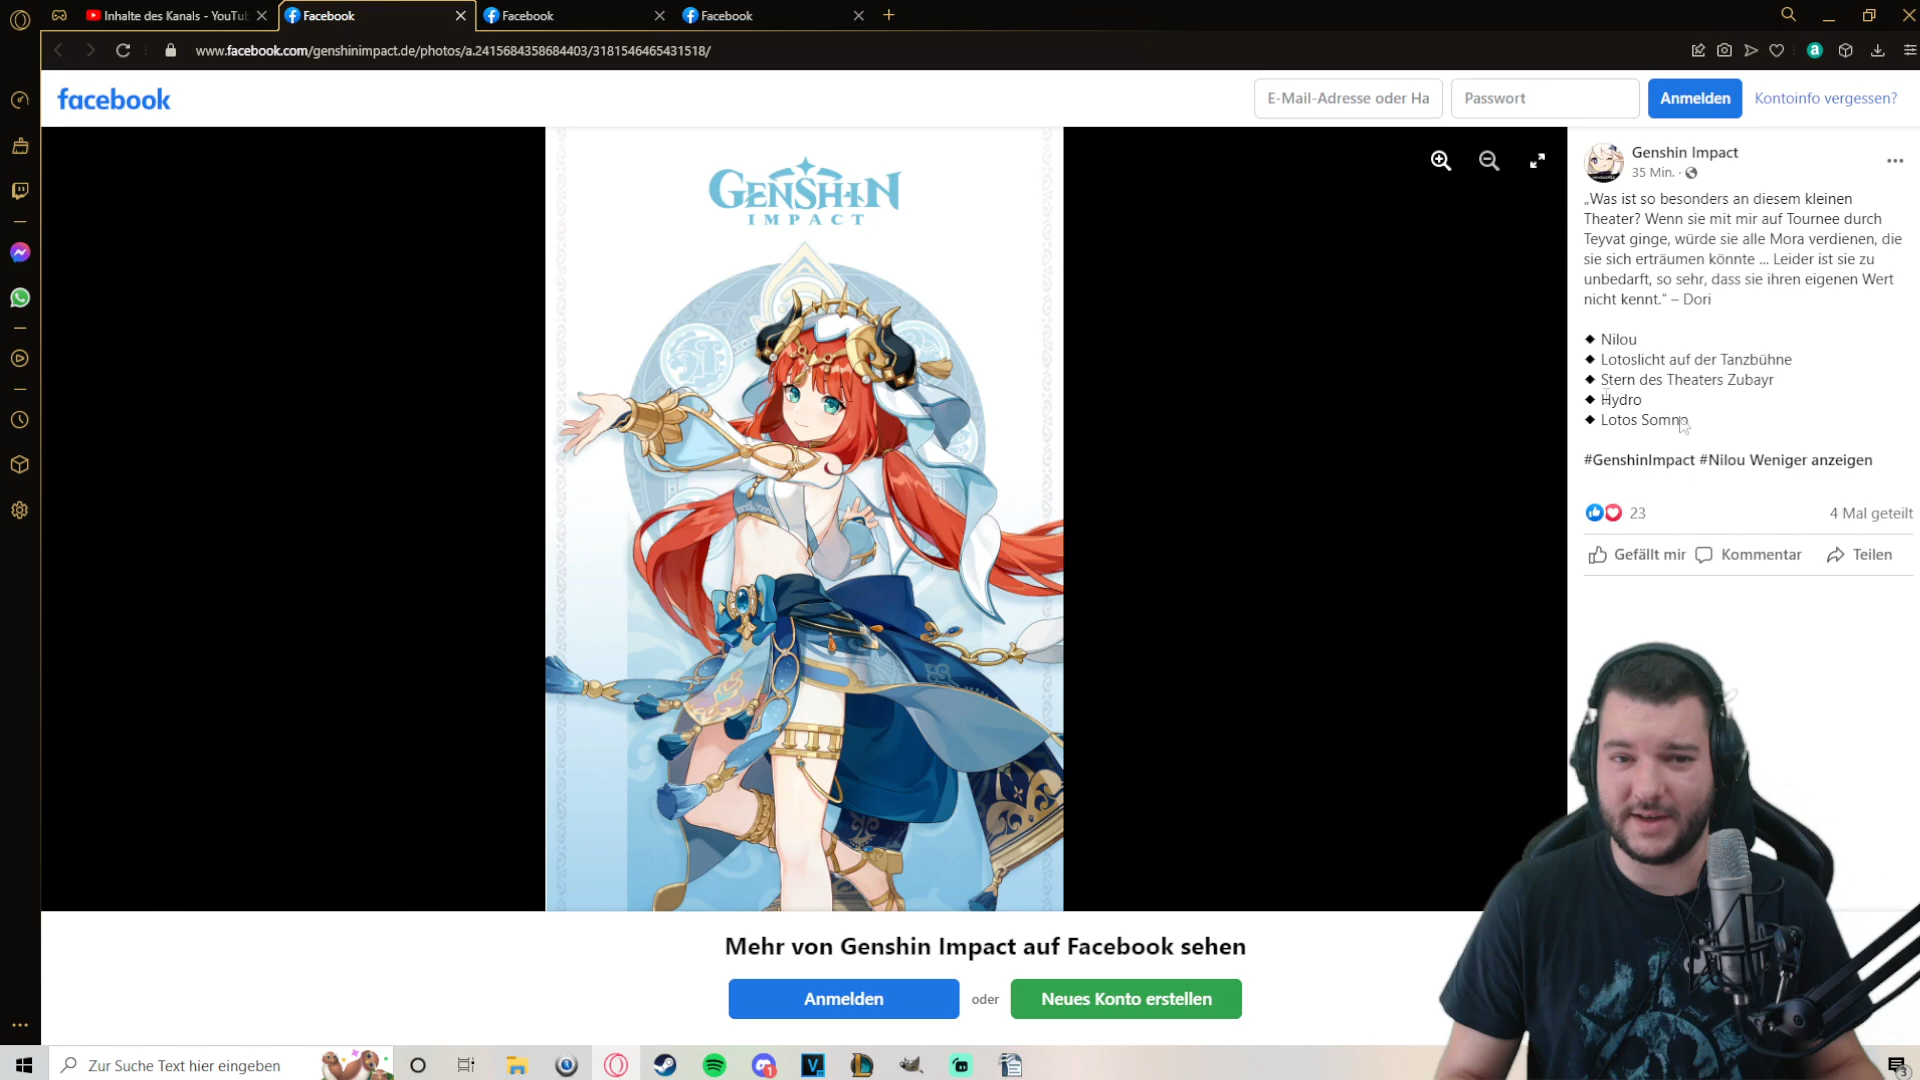 Inhalte des Kanals - YouTu
Facebook
Facebook
Facebook
www.facebook.com/genshinimpact.de/photos/a.2415684358684403/3181546465431518/
facebook
E-Mail-Adresse oder Ha
Passwort
Anmelden
Kontoinfo vergessen?
GENSHIN
IMPACT
Genshin Impact
35 Min. ·
„Was ist so besonders an diesem kleinen
Theater? Wenn sie mit mir auf Tournee durch
Teyvat ginge, würde sie alle Mora verdienen, die
sie sich erträumen könnte ... Leider ist sie zu
unbedarft, so sehr, dass sie ihren eigenen Wert
nicht kennt.“ – Dori
◆ Nilou
◆ Lotoslicht auf der Tanzbühne
◆ Stern des Theaters Zubayr
◆ Hydro
◆ Lotos Somno
#GenshinImpact #Nilou Weniger anzeigen
23
4 Mal geteilt
Gefällt mir
Kommentar
Teilen
Mehr von Genshin Impact auf Facebook sehen
Anmelden
oder
Neues Konto erstellen
Zur Suche Text hier eingeben
1
3